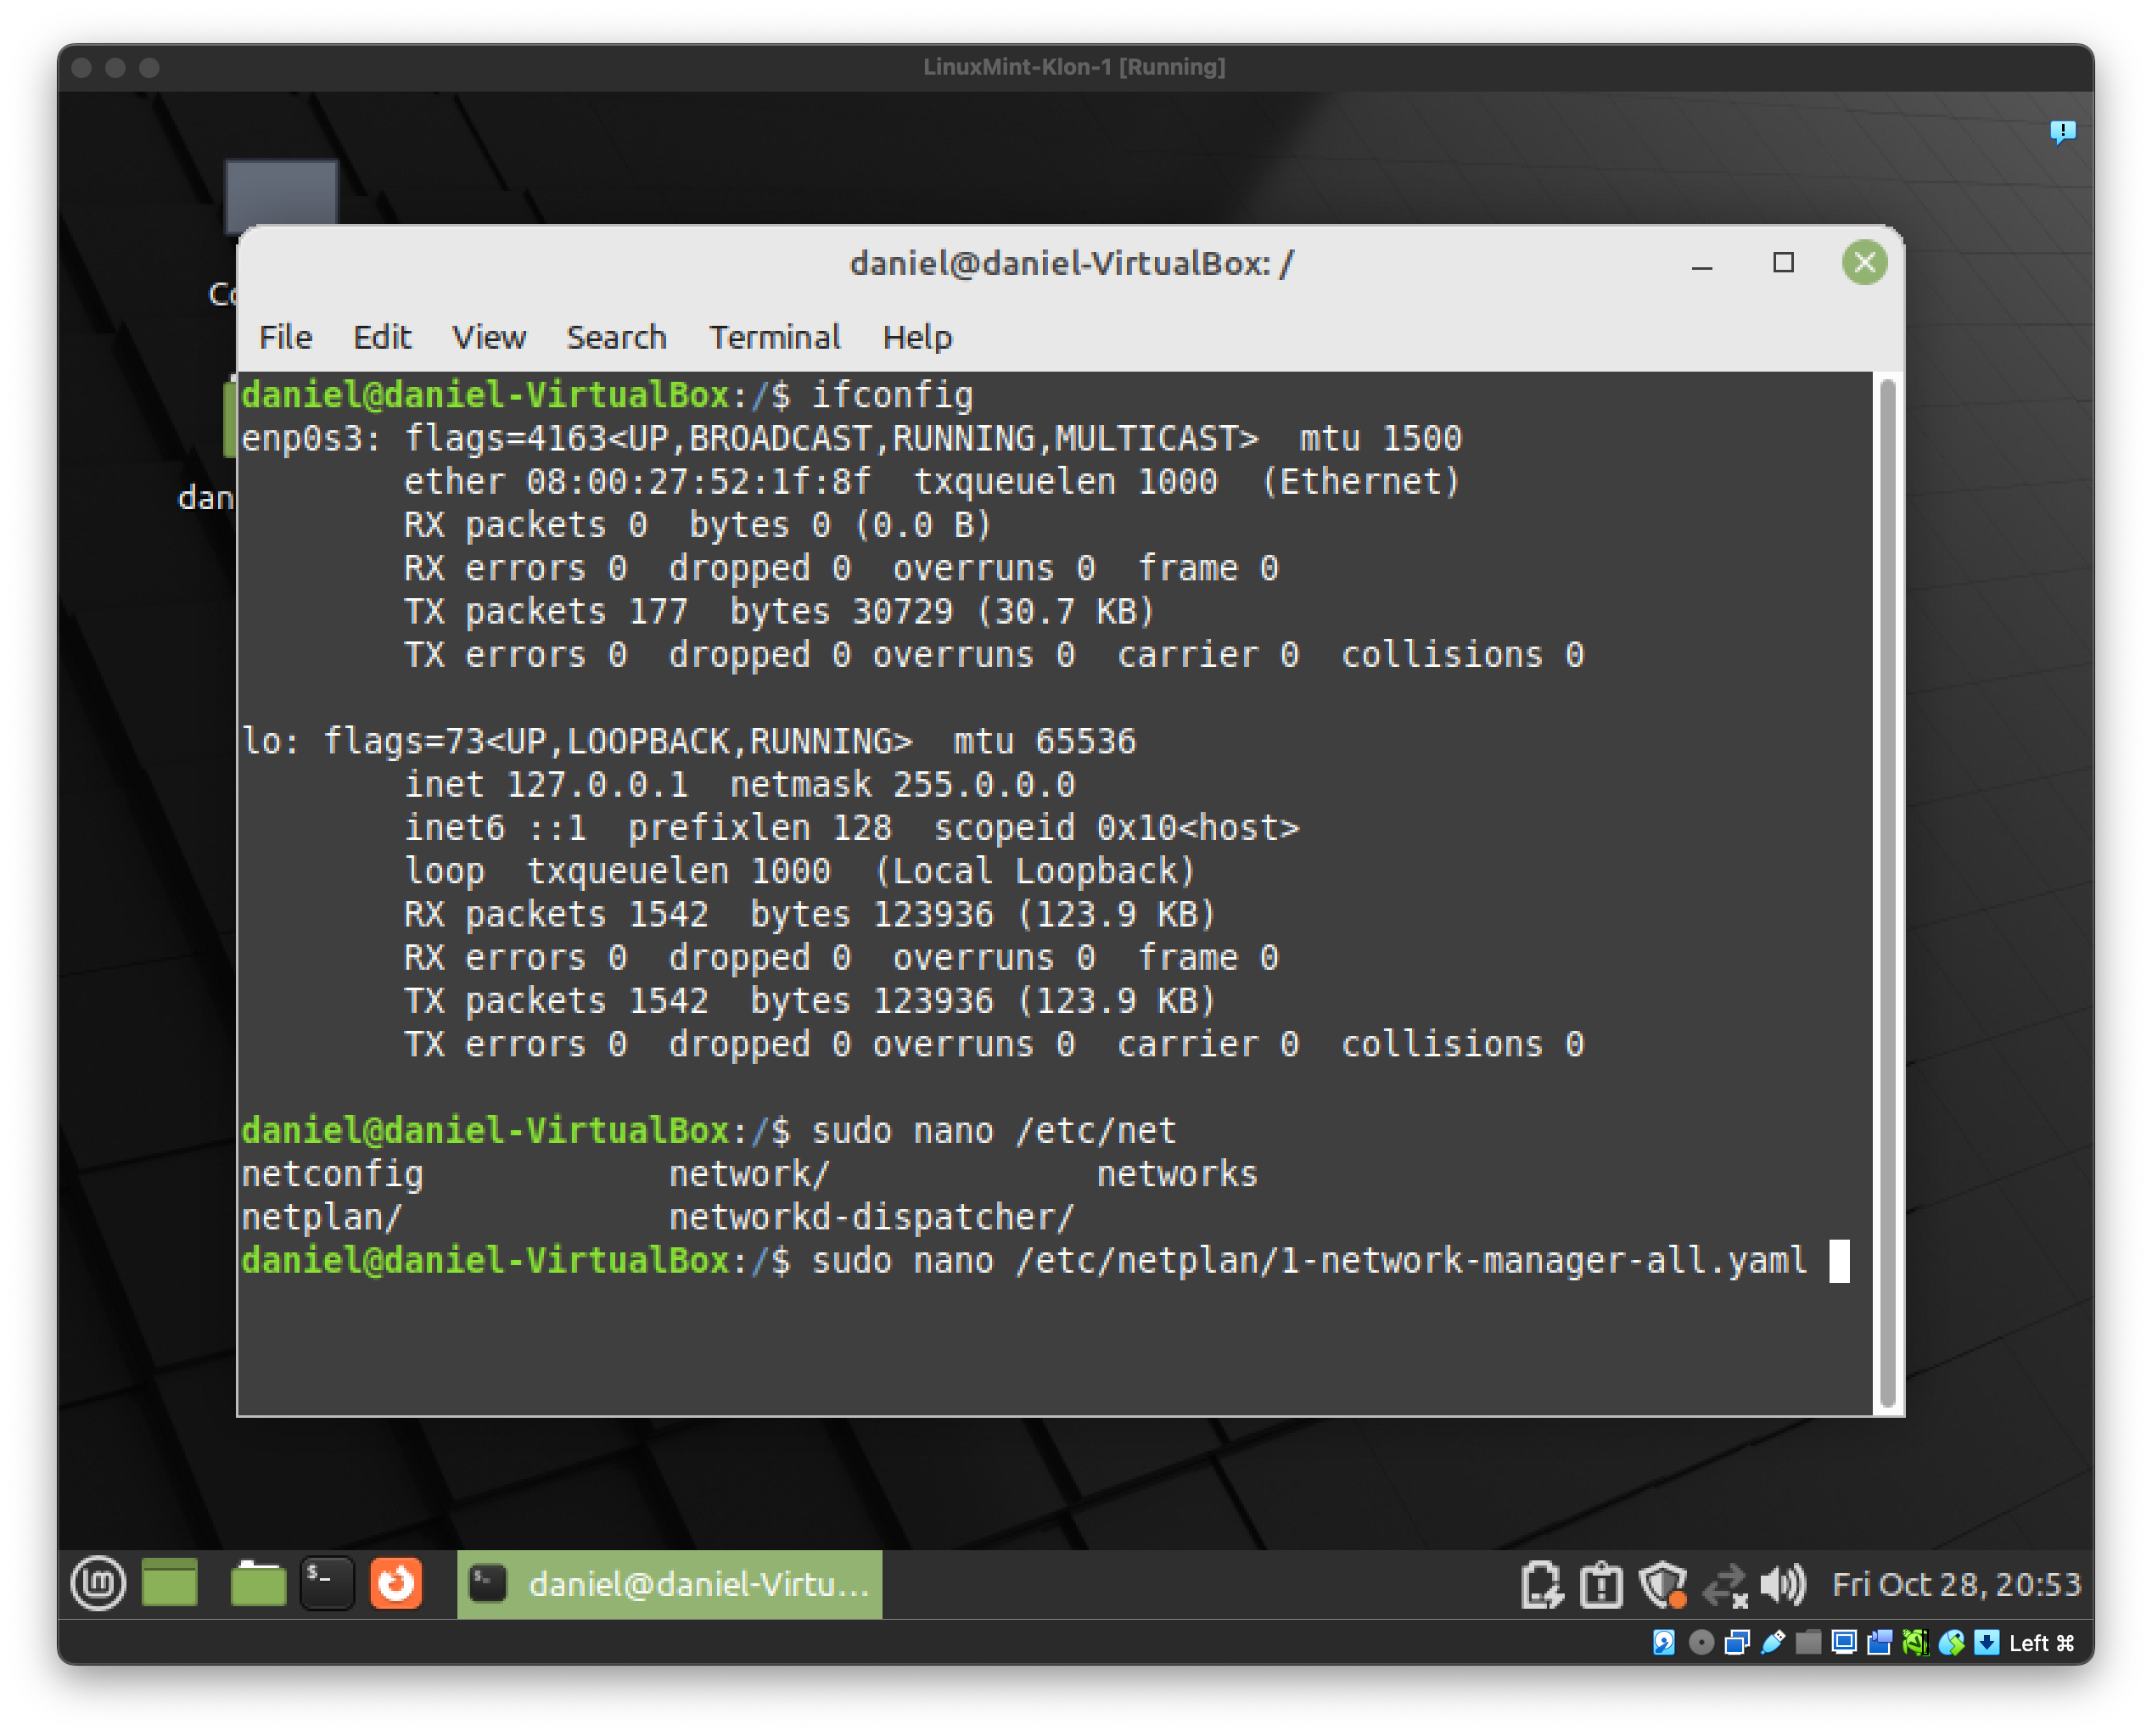 LinuxMint-Klon-1 [Running]
daniel@daniel-VirtualBox: /
File Edit View Search Terminal Help
daniel@daniel-VirtualBox:/$ ifconfig
enp0s3: flags=4163<UP,BROADCAST,RUNNING,MULTICAST>  mtu 1500
        ether 08:00:27:52:1f:8f  txqueuelen 1000  (Ethernet)
        RX packets 0  bytes 0 (0.0 B)
        RX errors 0  dropped 0  overruns 0  frame 0
        TX packets 177  bytes 30729 (30.7 KB)
        TX errors 0  dropped 0 overruns 0  carrier 0  collisions 0
lo: flags=73<UP,LOOPBACK,RUNNING>  mtu 65536
        inet 127.0.0.1  netmask 255.0.0.0
        inet6 ::1  prefixlen 128  scopeid 0x10<host>
        loop  txqueuelen 1000  (Local Loopback)
        RX packets 1542  bytes 123936 (123.9 KB)
        RX errors 0  dropped 0  overruns 0  frame 0
        TX packets 1542  bytes 123936 (123.9 KB)
        TX errors 0  dropped 0 overruns 0  carrier 0  collisions 0
daniel@daniel-VirtualBox:/$ sudo nano /etc/net
netconfig            network/             networks
netplan/             networkd-dispatcher/
daniel@daniel-VirtualBox:/$ sudo nano /etc/netplan/1-network-manager-all.yaml
Co
dan
daniel@daniel-Virtu...
Fri Oct 28, 20:53
Left ⌘